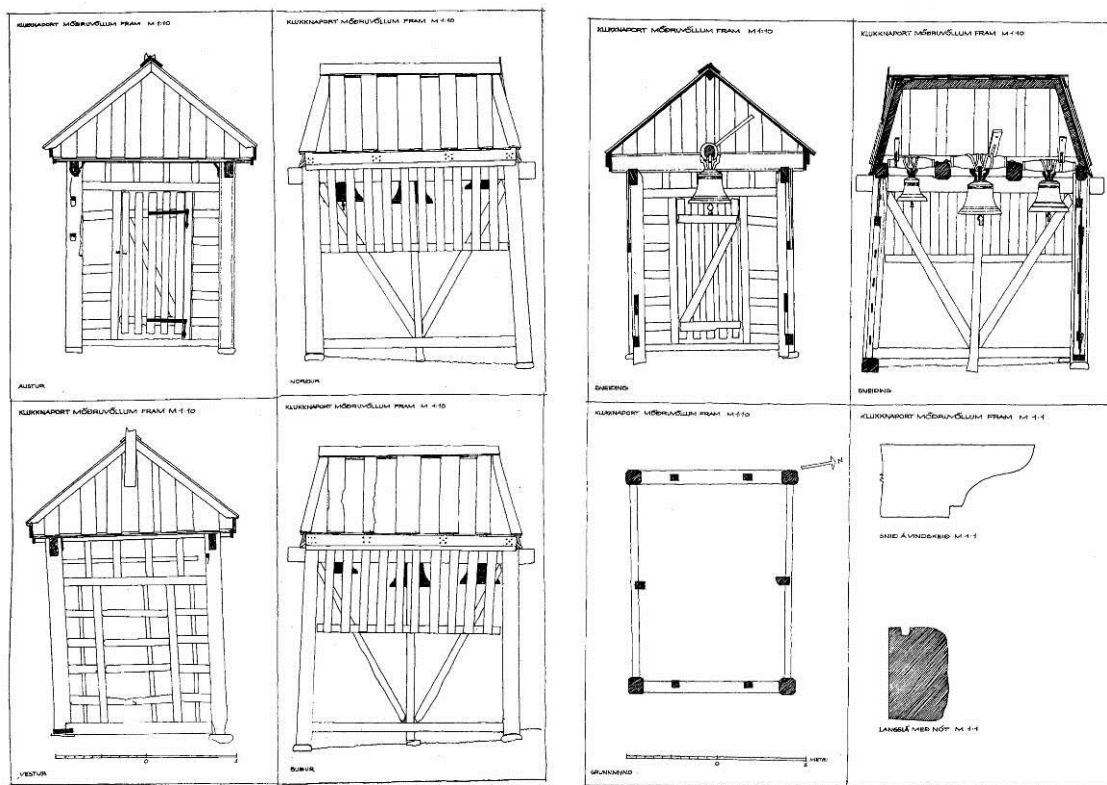 KLUKKNAPORT MÖÐRUVÖLLUM FRAM M 1:10
AUSTUR
KLUKKNAPORT MÖÐRUVÖLLUM FRAM M 1:10
NORÐUR
KLUKKNAPORT MÖÐRUVÖLLUM FRAM M 1:10
0 1
VESTUR
KLUKKNAPORT MÖÐRUVÖLLUM FRAM M 1:10
SUÐUR
KLUKKNAPORT MÖÐRUVÖLLUM FRAM M 1:10
SNEIÐING
KLUKKNAPORT MÖÐRUVÖLLUM FRAM M 1:10
SNEIÐING
KLUKKNAPORT MÖÐRUVÖLLUM FRAM M 1:10
N
0 METRI
GRUNNMYND
KLUKKNAPORT MÖÐRUVÖLLUM FRAM M 1:1
SNIÐ Á VINDSKEIÐ M 1:1
LANGSLÁ MEÐ NÓT M 1:1